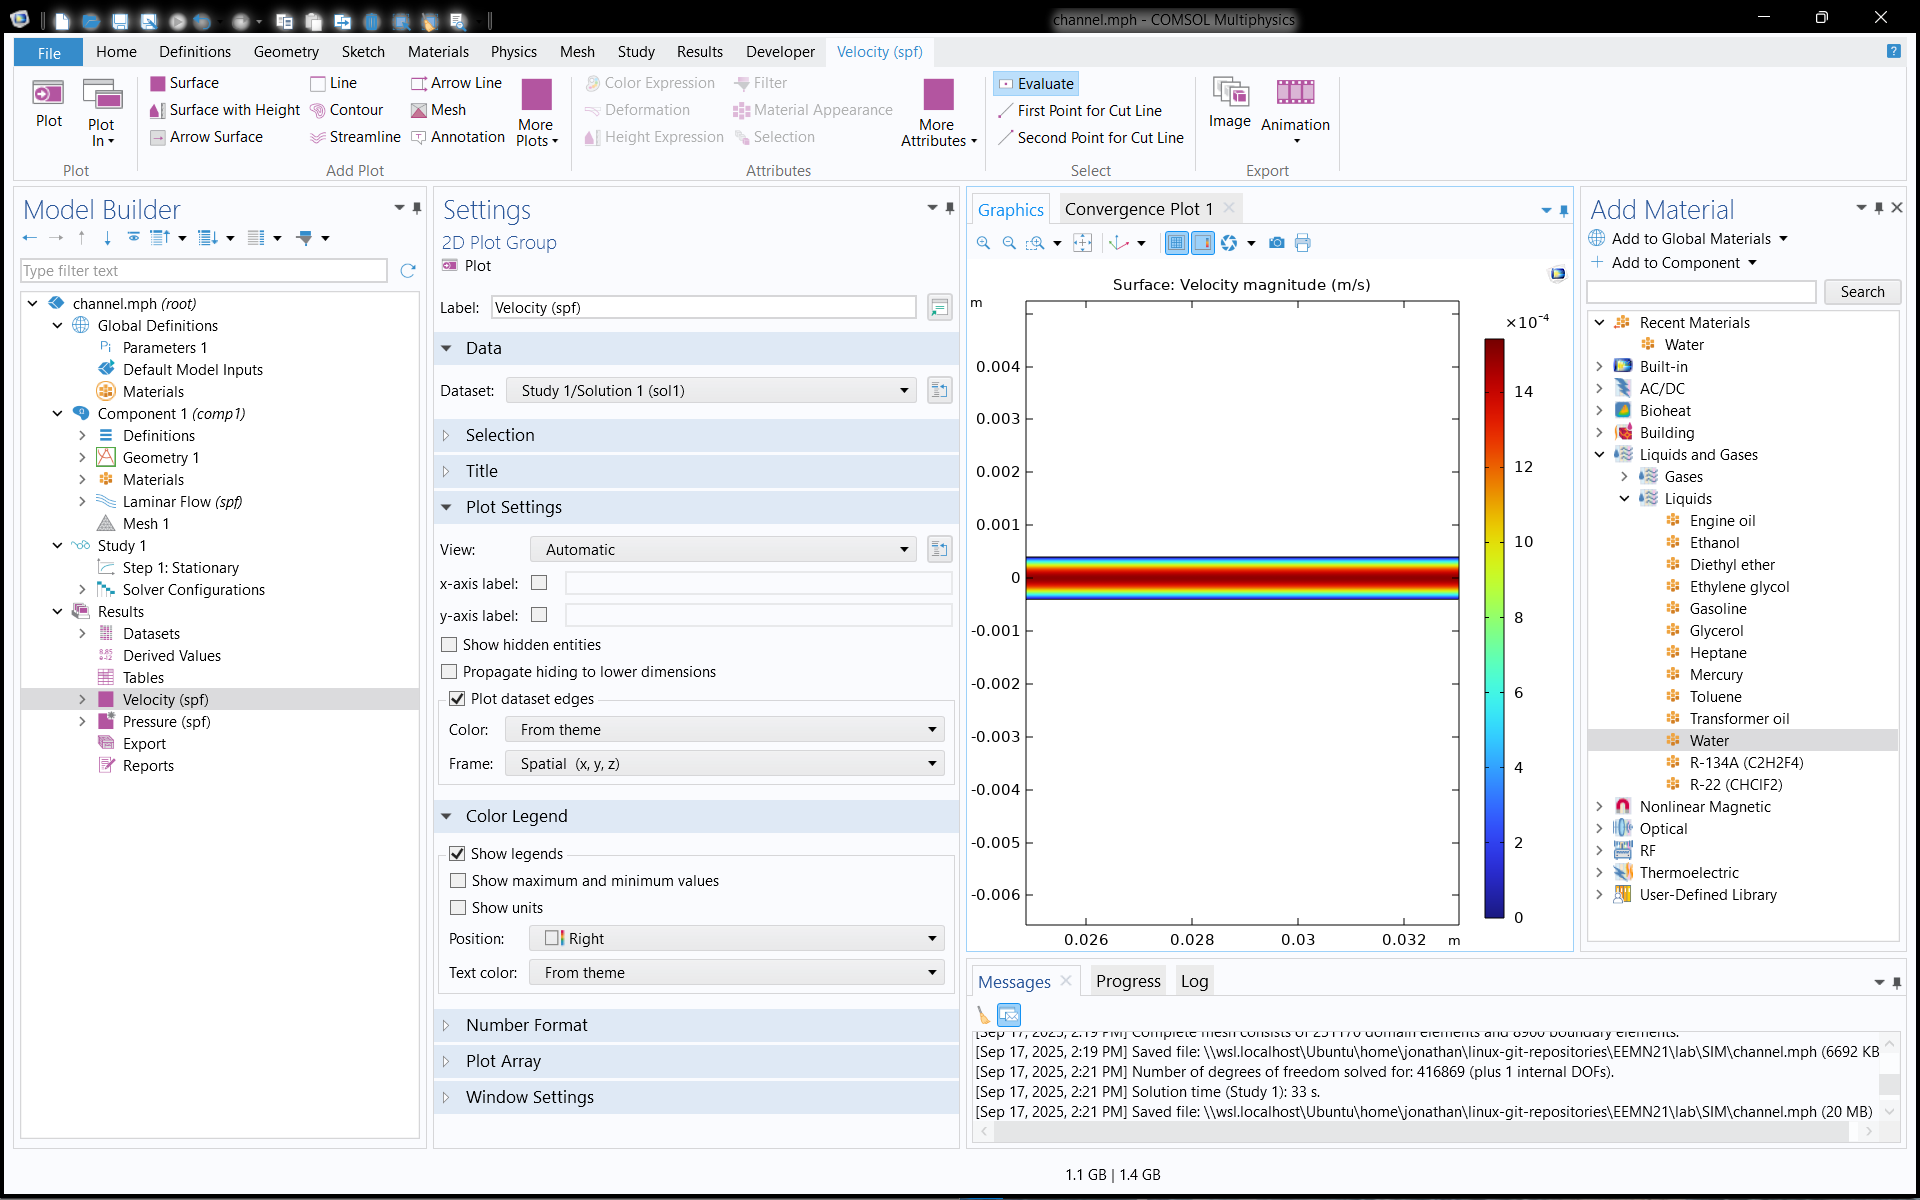 channel.mph - COMSOL Multiphysics
File Home Definitions Geometry Sketch Materials Physics Mesh Study Results Developer Velocity (spf)
Plot
Plot In
Plot
Surface
Surface with Height
Arrow Surface
Line
Contour
Streamline
Arrow Line
Mesh
Annotation
More Plots
Add Plot
Color Expression
Deformation
Height Expression
Filter
Material Appearance
Selection
More Attributes
Attributes
Evaluate
First Point for Cut Line
Second Point for Cut Line
Select
Image
Animation
Export
Model Builder
Type filter text
channel.mph (root)
Global Definitions
Parameters 1
Default Model Inputs
Materials
Component 1 (comp1)
Definitions
Geometry 1
Materials
Laminar Flow (spf)
Mesh 1
Study 1
Step 1: Stationary
Solver Configurations
Results
Datasets
Derived Values
Tables
Velocity (spf)
Pressure (spf)
Export
Reports
Settings
2D Plot Group
Plot
Label: Velocity (spf)
Data
Dataset: Study 1/Solution 1 (sol1)
Selection
Title
Plot Settings
View: Automatic
x-axis label:
y-axis label:
Show hidden entities
Propagate hiding to lower dimensions
Plot dataset edges
Color: From theme
Frame: Spatial (x, y, z)
Color Legend
Show legends
Show maximum and minimum values
Show units
Position: Right
Text color: From theme
Number Format
Plot Array
Window Settings
Graphics Convergence Plot 1
Surface: Velocity magnitude (m/s)
m
0.004
0.003
0.002
0.001
0
-0.001
-0.002
-0.003
-0.004
-0.005
-0.006
0.026 0.028 0.03 0.032 m
×10⁻⁴
14
12
10
8
6
4
2
0
Messages Progress Log
[Sep 17, 2025, 2:19 PM] Complete mesh consists of 251170 domain elements and 8960 boundary elements.
[Sep 17, 2025, 2:19 PM] Saved file: \\wsl.localhost\Ubuntu\home\jonathan\linux-git-repositories\EEMN21\lab\SIM\channel.mph (6692 KB
[Sep 17, 2025, 2:21 PM] Number of degrees of freedom solved for: 416869 (plus 1 internal DOFs).
[Sep 17, 2025, 2:21 PM] Solution time (Study 1): 33 s.
[Sep 17, 2025, 2:21 PM] Saved file: \\wsl.localhost\Ubuntu\home\jonathan\linux-git-repositories\EEMN21\lab\SIM\channel.mph (20 MB)
Add Material
Add to Global Materials
Add to Component
Search
Recent Materials
Water
Built-in
AC/DC
Bioheat
Building
Liquids and Gases
Gases
Liquids
Engine oil
Ethanol
Diethyl ether
Ethylene glycol
Gasoline
Glycerol
Heptane
Mercury
Toluene
Transformer oil
Water
R-134A (C2H2F4)
R-22 (CHClF2)
Nonlinear Magnetic
Optical
RF
Thermoelectric
User-Defined Library
1.1 GB | 1.4 GB